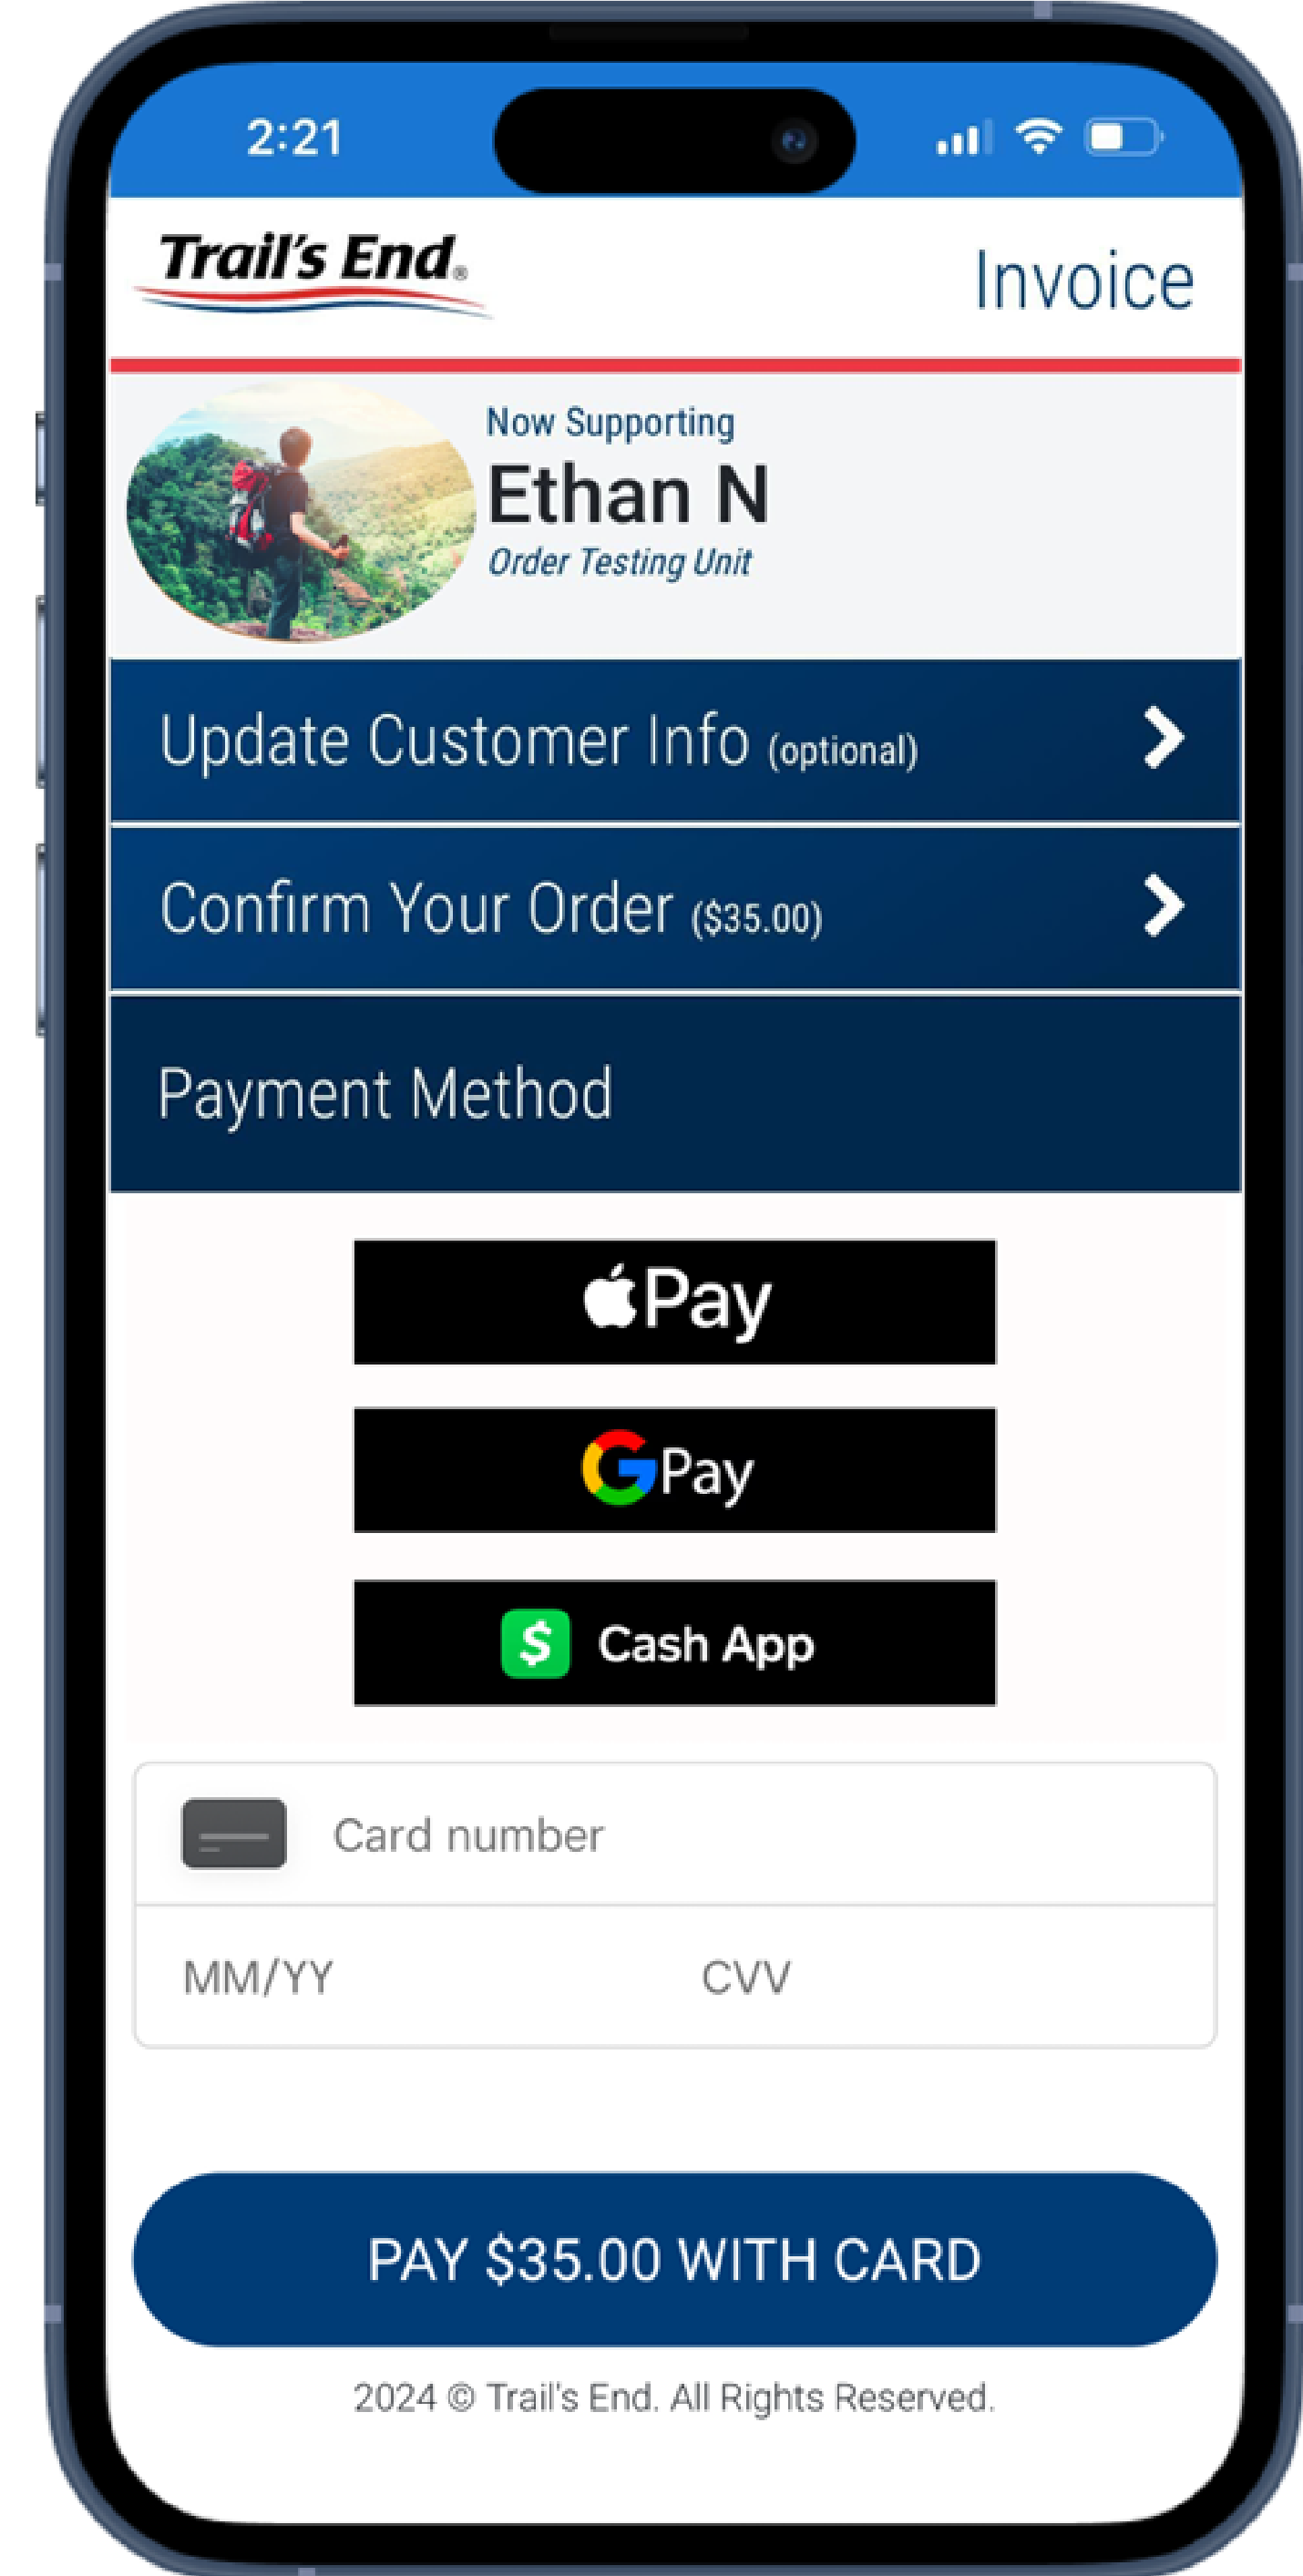 2:21
Trail's End®
Invoice
Now Supporting
Ethan N
Order Testing Unit
Update Customer Info (optional)
Confirm Your Order ($35.00)
Payment Method
Pay
G Pay
$ Cash App
Card number
MM/YY CVV
PAY $35.00 WITH CARD
2024 © Trail's End. All Rights Reserved.